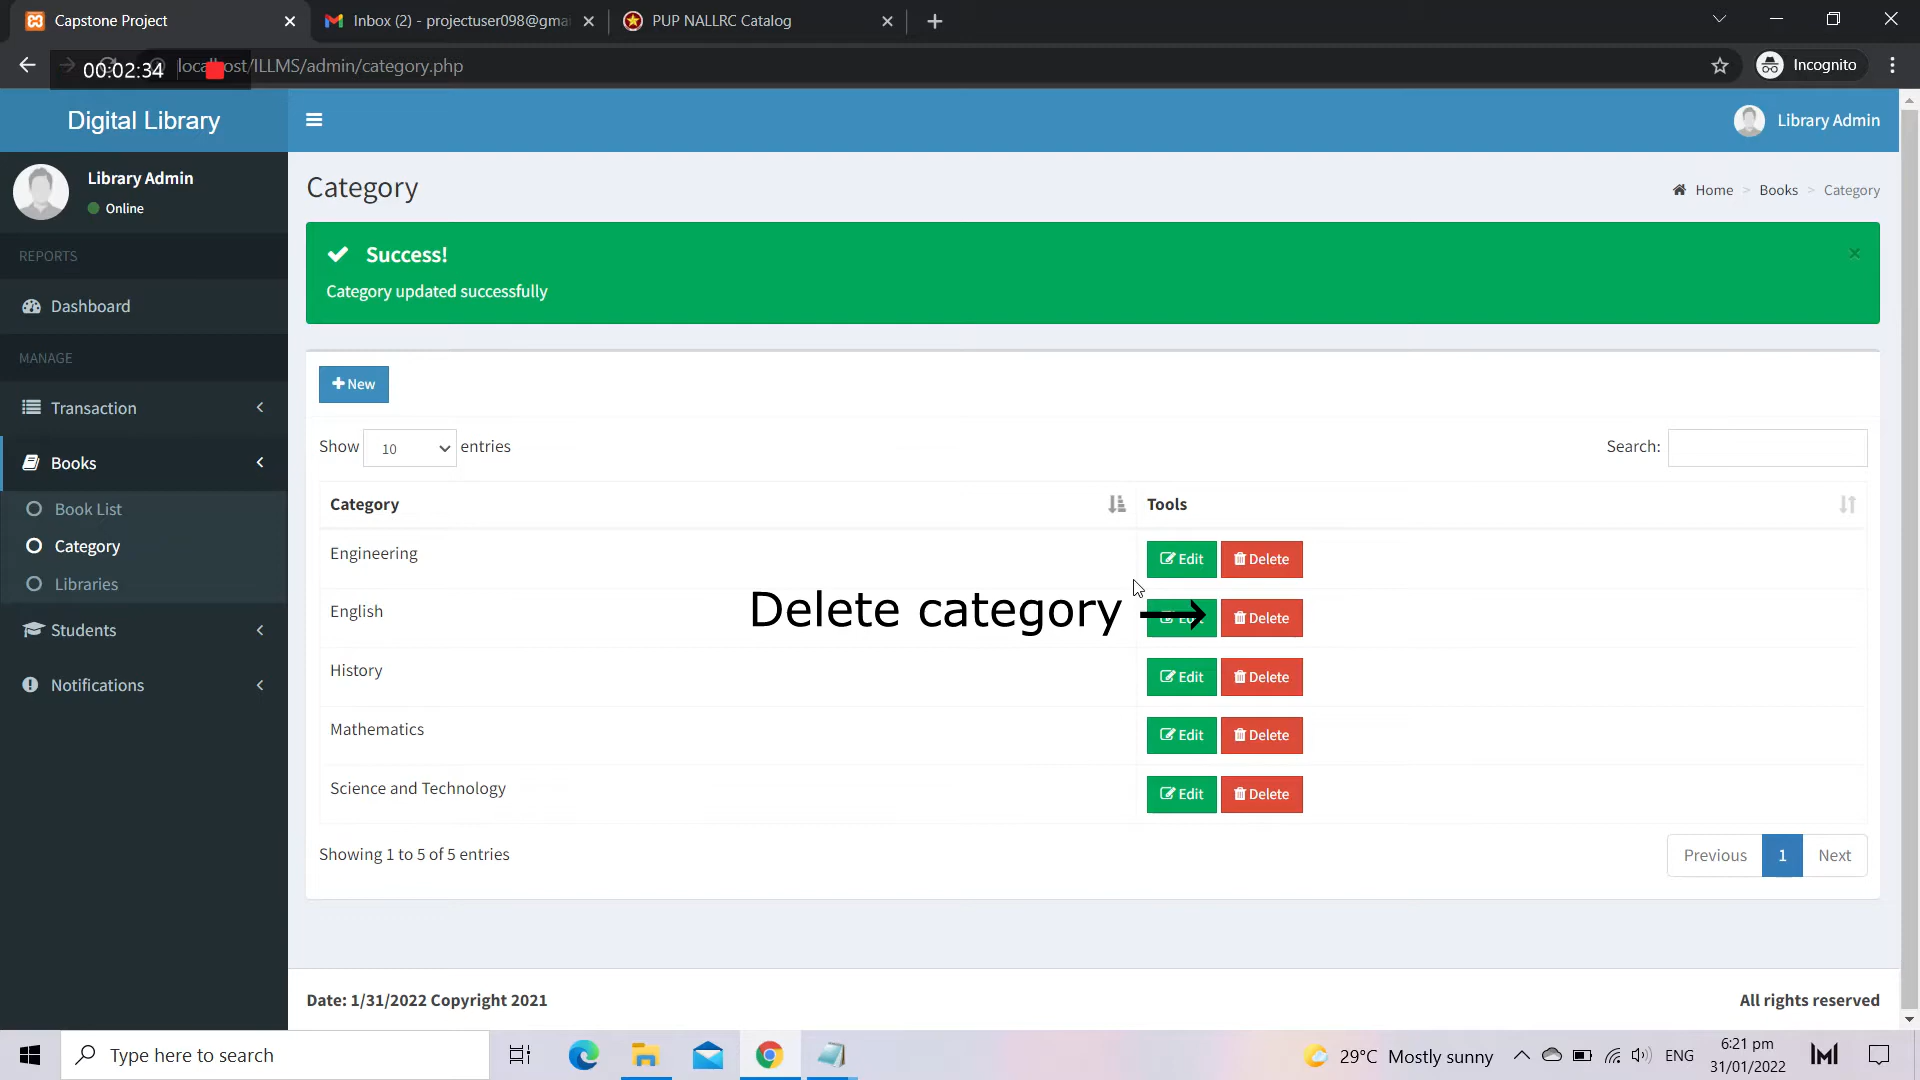 Capstone Project
Inbox (2) - projectuser098@gmai
PUP NALLRC Catalog
00:02:34
localhost/ILLMS/admin/category.php
Incognito
Digital Library
Library Admin
Library Admin
Online
Category
Home > Books > Category
Success!
Category updated successfully
REPORTS
Dashboard
MANAGE
Transaction
Books
Book List
Category
Libraries
Students
Notifications
New
Show 10 entries
Search:
Category Tools
Engineering Edit Delete
English Edit Delete
Delete category →
History Edit Delete
Mathematics Edit Delete
Science and Technology Edit Delete
Showing 1 to 5 of 5 entries
Previous 1 Next
Date: 1/31/2022 Copyright 2021
All rights reserved
Type here to search
29°C Mostly sunny
ENG
6:21 pm
31/01/2022